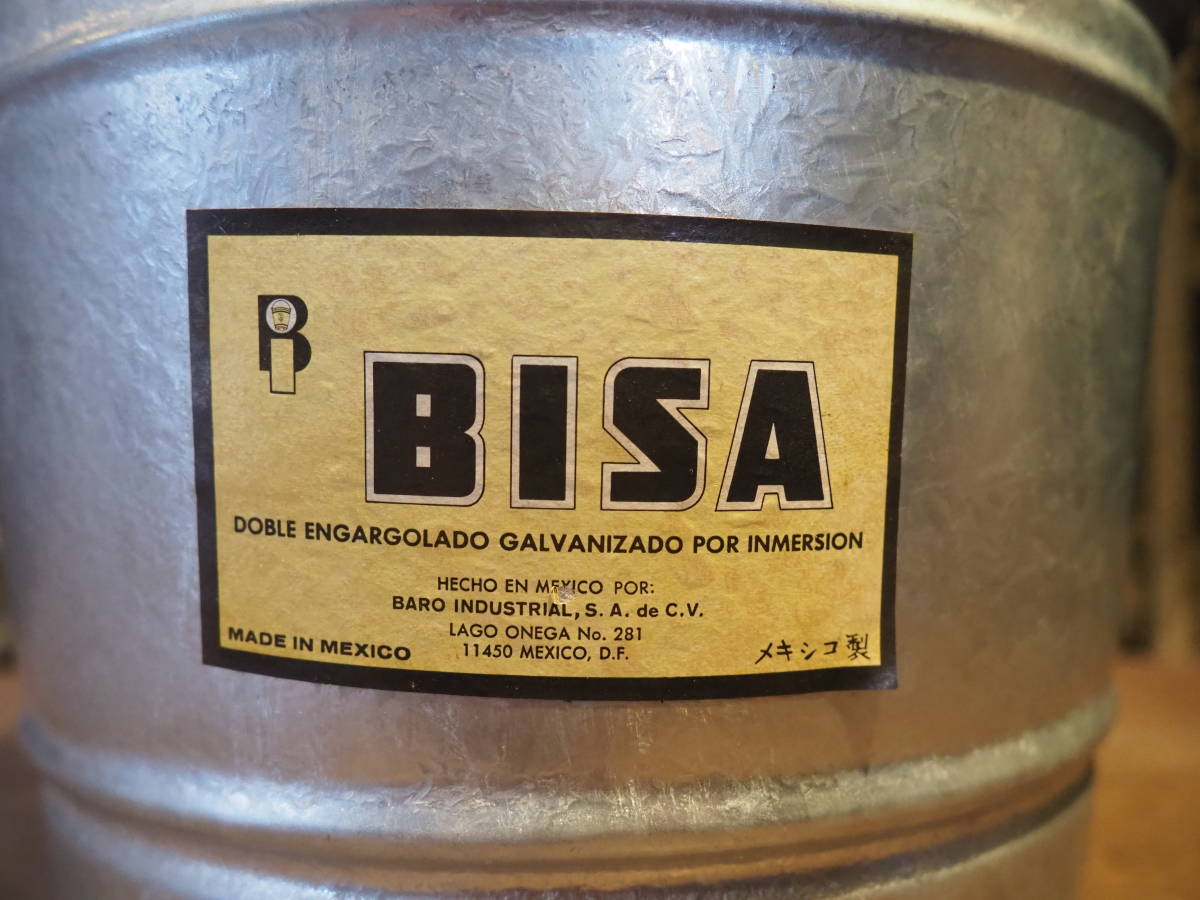 Bi
BISA
DOBLE ENGARGOLADO GALVANIZADO POR INMERSION
HECHO EN MEXICO POR:
BARO INDUSTRIAL, S. A. de C.V.
LAGO ONEGA No. 281
11450 MEXICO, D.F.
MADE IN MEXICO
メキシコ製